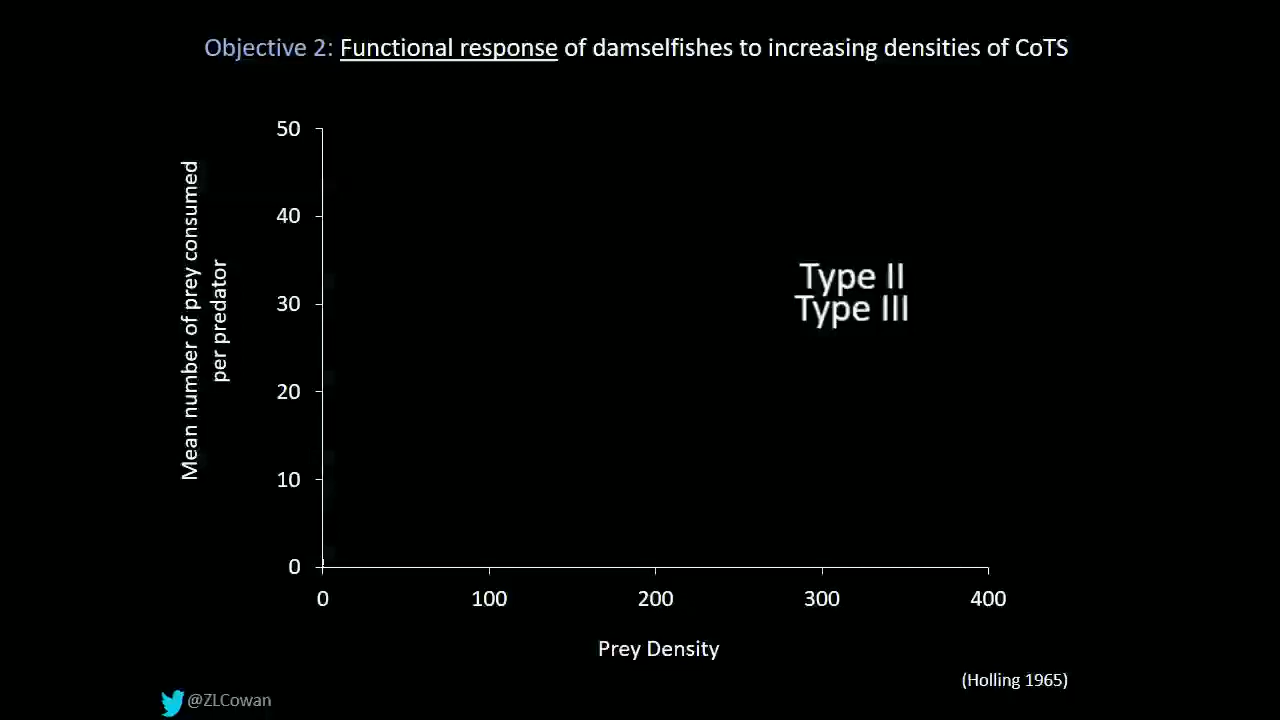 Objective 2: Functional response of damselfishes to increasing densities of CoTS
Mean number of prey consumed
per predator
50
40
30
20
10
0
Type II
Type III
0
100
200
300
400
Prey Density
(Holling 1965)
@ZLCowan